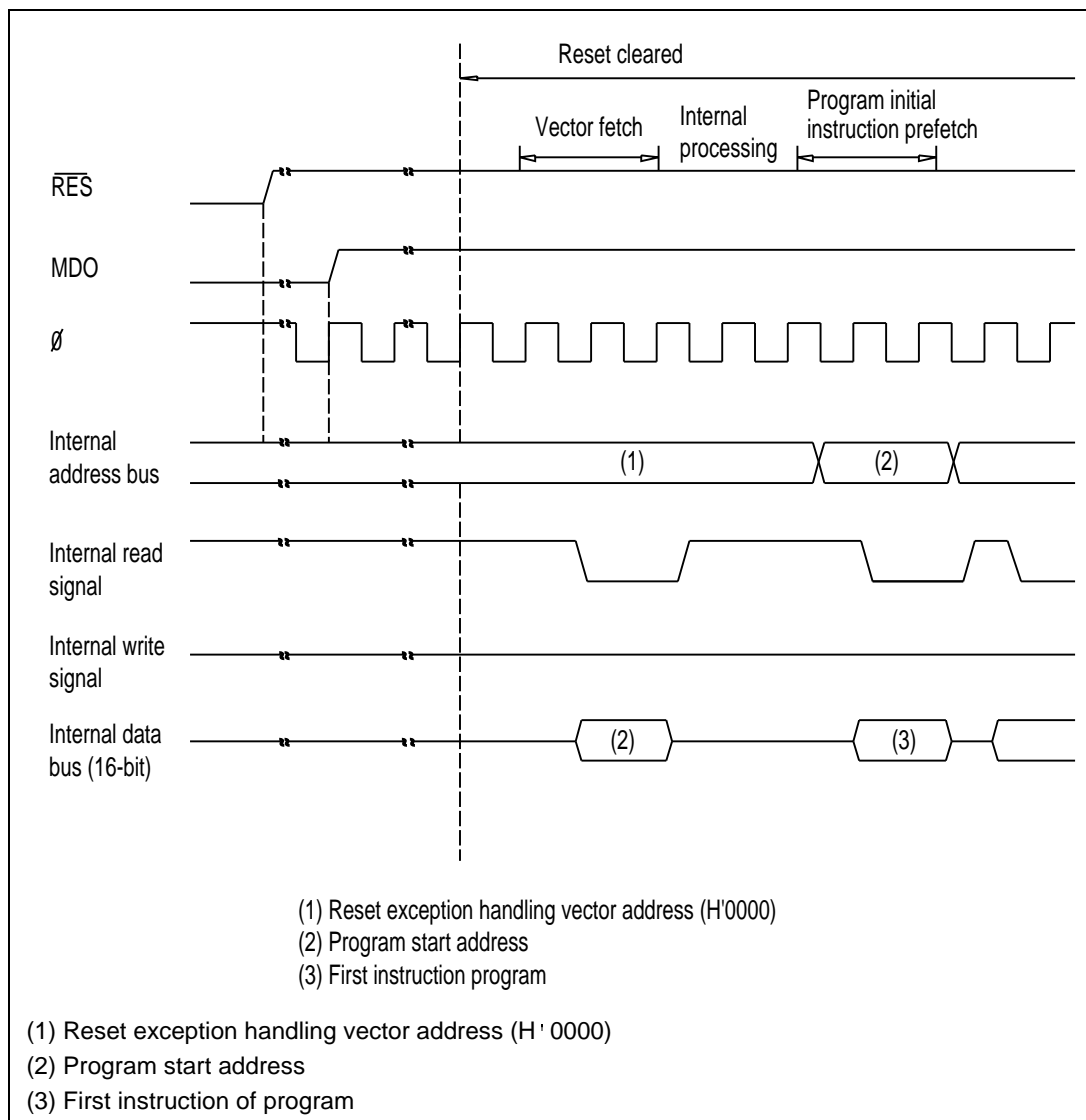 Reset cleared
Vector fetch
Internal
processing
Program initial
instruction prefetch
RES
MDO
ø
Internal
address bus
(1)
(2)
Internal read
signal
Internal write
signal
Internal data
bus (16-bit)
(2)
(3)
(1) Reset exception handling vector address (H'0000)
(2) Program start address
(3) First instruction program
(1) Reset exception handling vector address (H'0000)
(2) Program start address
(3) First instruction of program